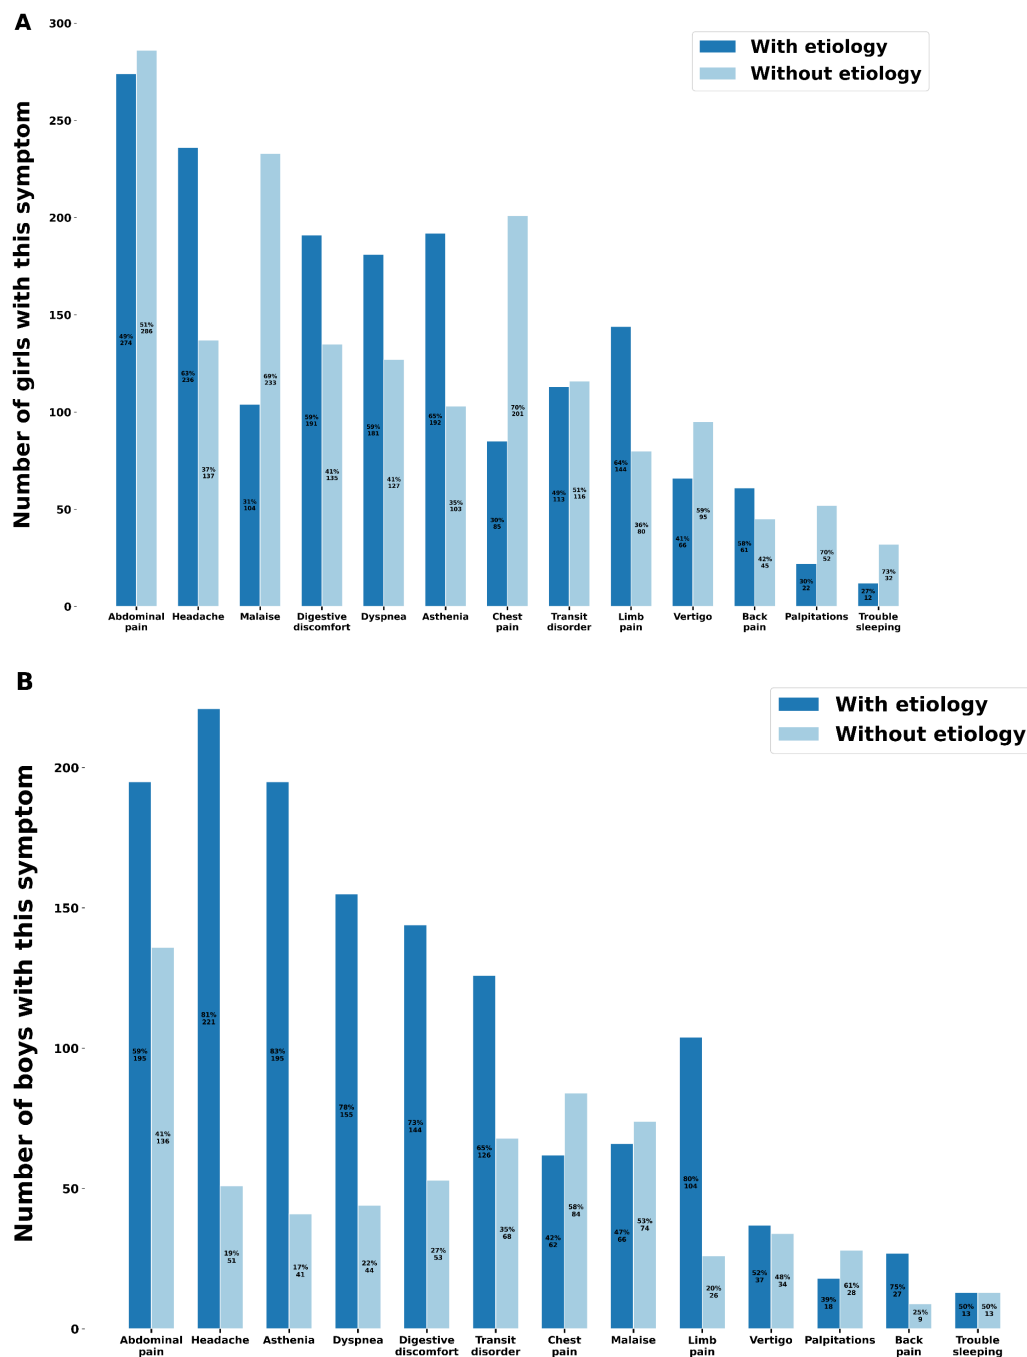 A
300
250
200
150
100
50
0
Number of girls with this symptom
With etiology
Without etiology
49%
274
51%
286
63%
236
37%
137
31%
104
69%
233
59%
191
41%
135
59%
181
41%
127
65%
192
35%
103
30%
85
70%
201
49%
113
51%
116
64%
144
36%
80
41%
66
59%
95
58%
61
42%
45
30%
22
70%
52
27%
12
73%
32
Abdominal
pain
Headache
Malaise
Digestive
discomfort
Dyspnea
Asthenia
Chest
pain
Transit
disorder
Limb
pain
Vertigo
Back
pain
Palpitations
Trouble
sleeping
B
200
150
100
50
0
Number of boys with this symptom
With etiology
Without etiology
59%
195
41%
136
81%
221
19%
51
83%
195
17%
41
78%
155
22%
44
73%
144
27%
53
65%
126
35%
68
42%
62
58%
84
47%
66
53%
74
80%
104
20%
26
52%
37
48%
34
39%
18
61%
28
75%
27
25%
9
50%
13
50%
13
Abdominal
pain
Headache
Asthenia
Dyspnea
Digestive
discomfort
Transit
disorder
Chest
pain
Malaise
Limb
pain
Vertigo
Palpitations
Back
pain
Trouble
sleeping